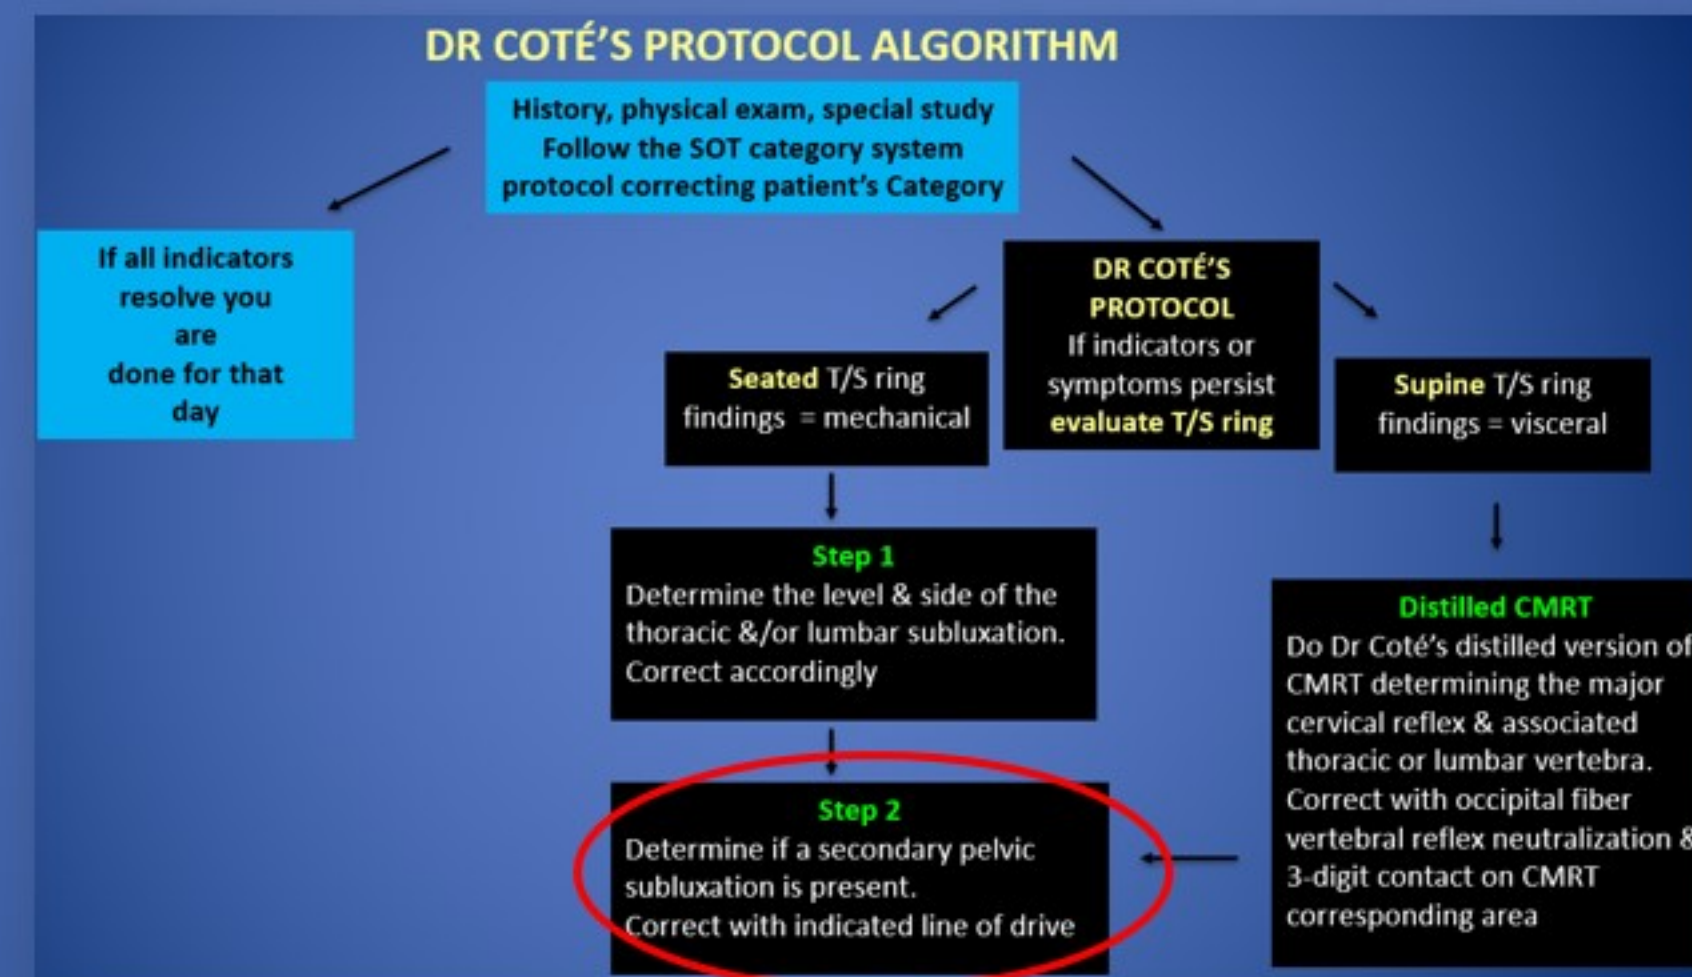 DR COTÉ'S PROTOCOL ALGORITHM
History, physical exam, special study
Follow the SOT category system
protocol correcting patient's Category
If all indicators
resolve you
are
done for that
day
DR COTÉ'S
PROTOCOL
If indicators or
symptoms persist
evaluate T/S ring
Seated T/S ring
findings = mechanical
Supine T/S ring
findings = visceral
Step 1
Determine the level & side of the
thoracic &/or lumbar subluxation.
Correct accordingly
Distilled CMRT
Do Dr Coté's distilled version of
CMRT determining the major
cervical reflex & associated
thoracic or lumbar vertebra.
Correct with occipital fiber
vertebral reflex neutralization &
3-digit contact on CMRT
corresponding area
Step 2
Determine if a secondary pelvic
subluxation is present.
Correct with indicated line of drive